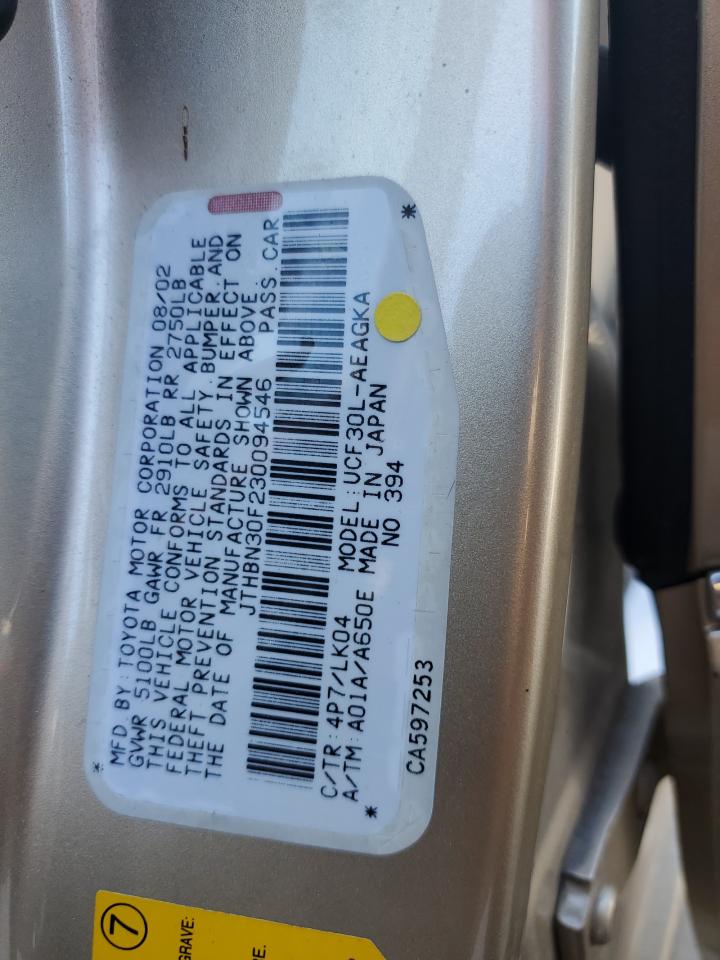 MFD BY:TOYOTA MOTOR CORPORATION 08/02
GVWR 5100LB GAWR FR 2910LB RR 2750LB
THIS VEHICLE CONFORMS TO ALL APPLICABLE
FEDERAL MOTOR VEHICLE SAFETY.BUMPER.AND
THEFT PREVENTION STANDARDS IN EFFECT ON
THE DATE OF MANUFACTURE SHOWN ABOVE
JTHBN30F230094546 PASS.CAR
C/TR:4P7/LK04 MODEL:UCF30L-AEAGKA
A/TM:A01A/A650E MADE IN JAPAN
NO 394
CA597253
7
GRAVE: